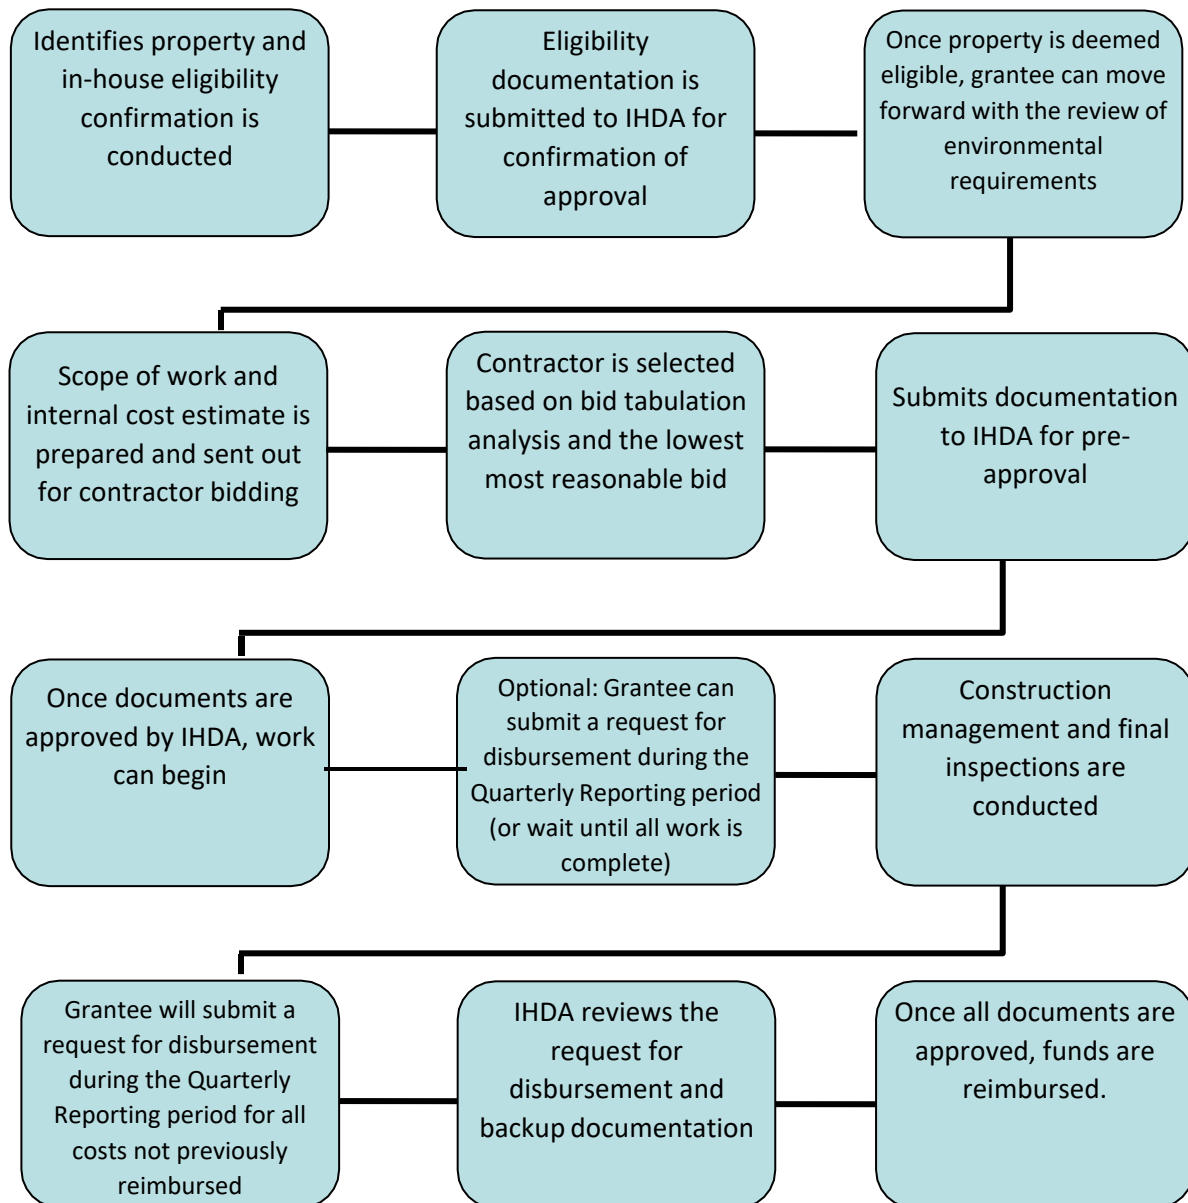 Identifies property and
in-house eligibility
confirmation is
conducted
Eligibility
documentation is
submitted to IHDA for
confirmation of
approval
Once property is deemed
eligible, grantee can move
forward with the review of
environmental
requirements
Scope of work and
internal cost estimate is
prepared and sent out
for contractor bidding
Contractor is selected
based on bid tabulation
analysis and the lowest
most reasonable bid
Submits documentation
to IHDA for pre-
approval
Once documents are
approved by IHDA, work
can begin
Optional: Grantee can
submit a request for
disbursement during the
Quarterly Reporting period
(or wait until all work is
complete)
Construction
management and final
inspections are
conducted
Grantee will submit a
request for disbursement
during the Quarterly
Reporting period for all
costs not previously
reimbursed
IHDA reviews the
request for
disbursement and
backup documentation
Once all documents are
approved, funds are
reimbursed.